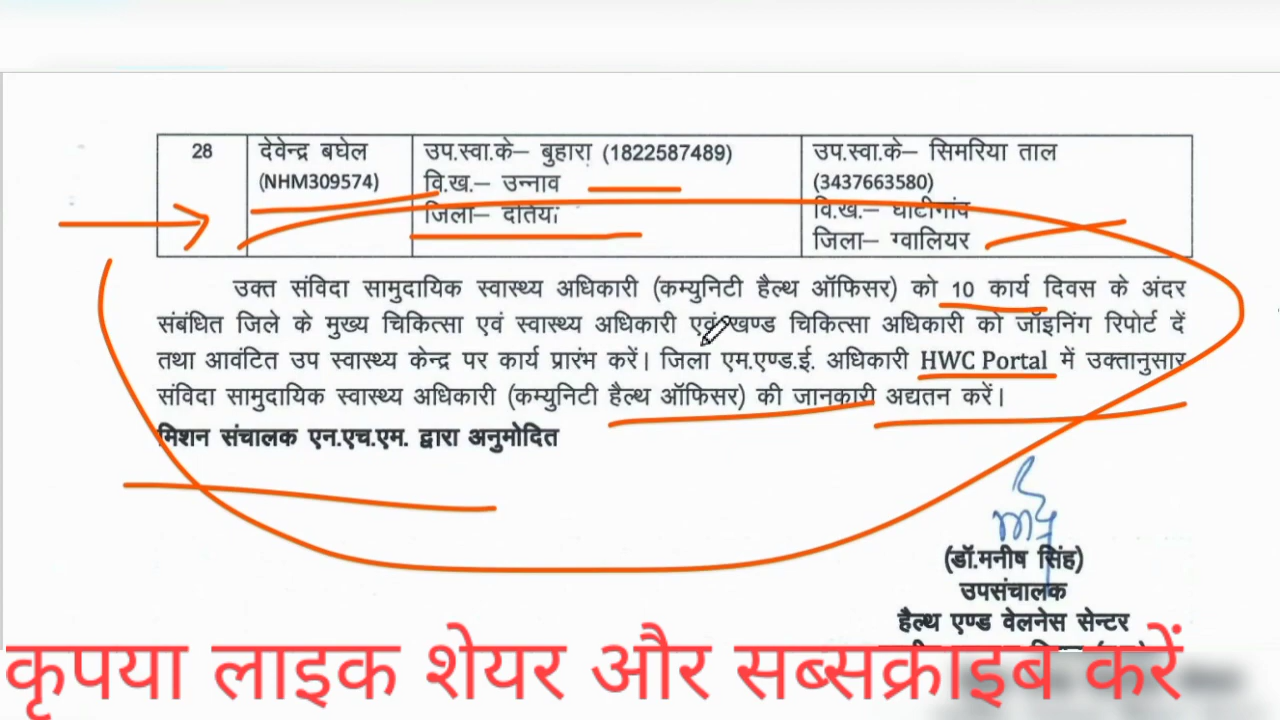 28 देवेन्द्र बघेल उप.स्वा.के– बुहारा (1822587489) उप.स्वा.के– सिमरिया ताल
(NHM309574) वि.ख.– उन्नाव (3437663580)
जिला– दतिया वि.ख.– घाटीगांव
जिला– ग्वालियर
उक्त संविदा सामुदायिक स्वास्थ्य अधिकारी (कम्युनिटी हैल्थ ऑफिसर) को 10 कार्य दिवस के अंदर
संबंधित जिले के मुख्य चिकित्सा एवं स्वास्थ्य अधिकारी एवं खण्ड चिकित्सा अधिकारी को जॉइनिंग रिपोर्ट दें
तथा आवंटित उप स्वास्थ्य केन्द्र पर कार्य प्रारंभ करें। जिला एम.एण्ड.ई. अधिकारी HWC Portal में उक्तानुसार
संविदा सामुदायिक स्वास्थ्य अधिकारी (कम्युनिटी हैल्थ ऑफिसर) की जानकारी अद्यतन करें।
मिशन संचालक एन.एच.एम. द्वारा अनुमोदित
(डॉ.मनीष सिंह)
उपसंचालक
हैल्थ एण्ड वेलनेस सेन्टर
कृपया लाइक शेयर और सब्सक्राइब करें